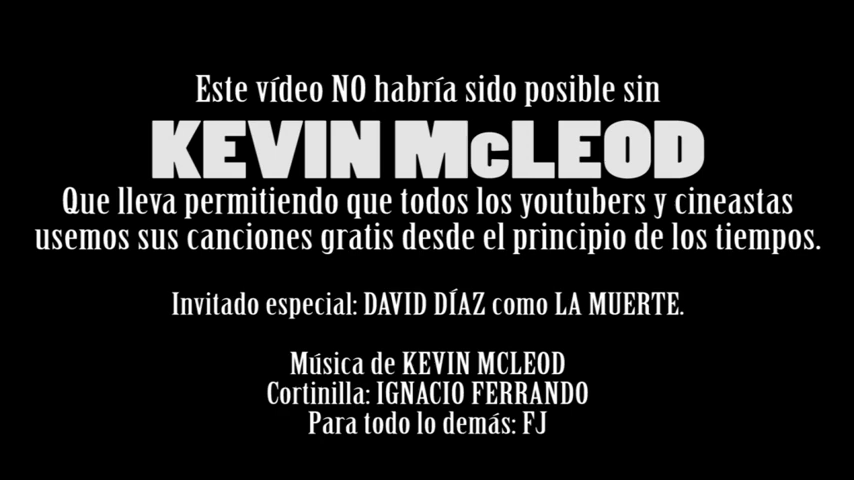 Este vídeo NO habría sido posible sin
KEVIN McLEOD
Que lleva permitiendo que todos los youtubers y cineastas
usemos sus canciones gratis desde el principio de los tiempos.
Invitado especial: DAVID DÍAZ como LA MUERTE.
Música de KEVIN MCLEOD
Cortinilla: IGNACIO FERRANDO
Para todo lo demás: FJ